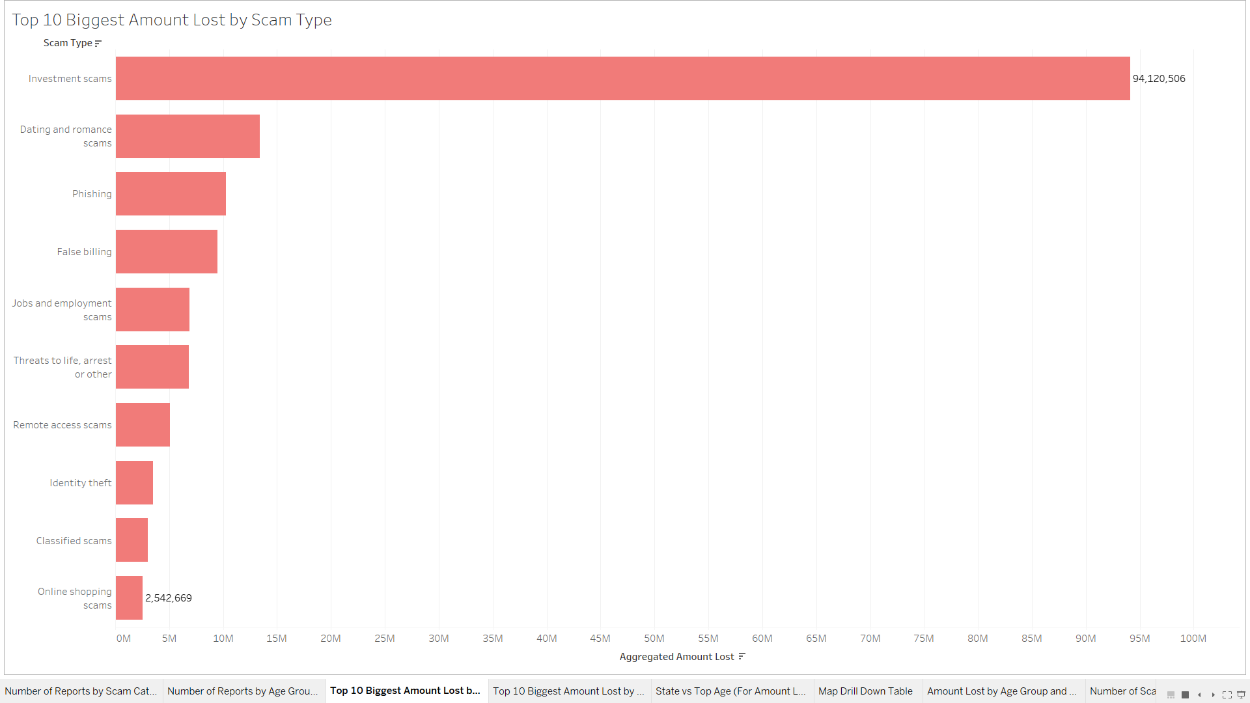 Top 10 Biggest Amount Lost by Scam Type
Scam Type
Investment scams
94,120,506
Dating and romance
scams
Phishing
False billing
Jobs and employment
scams
Threats to life, arrest
or other
Remote access scams
Identity theft
Classified scams
Online shopping
scams
2,542,669
0M 5M 10M 15M 20M 25M 30M 35M 40M 45M 50M 55M 60M 65M 70M 75M 80M 85M 90M 95M 100M
Aggregated Amount Lost
Number of Reports by Scam Cat... Number of Reports by Age Grou... Top 10 Biggest Amount Lost b... Top 10 Biggest Amount Lost by ... State vs Top Age (For Amount L... Map Drill Down Table Amount Lost by Age Group and ... Number of Sca